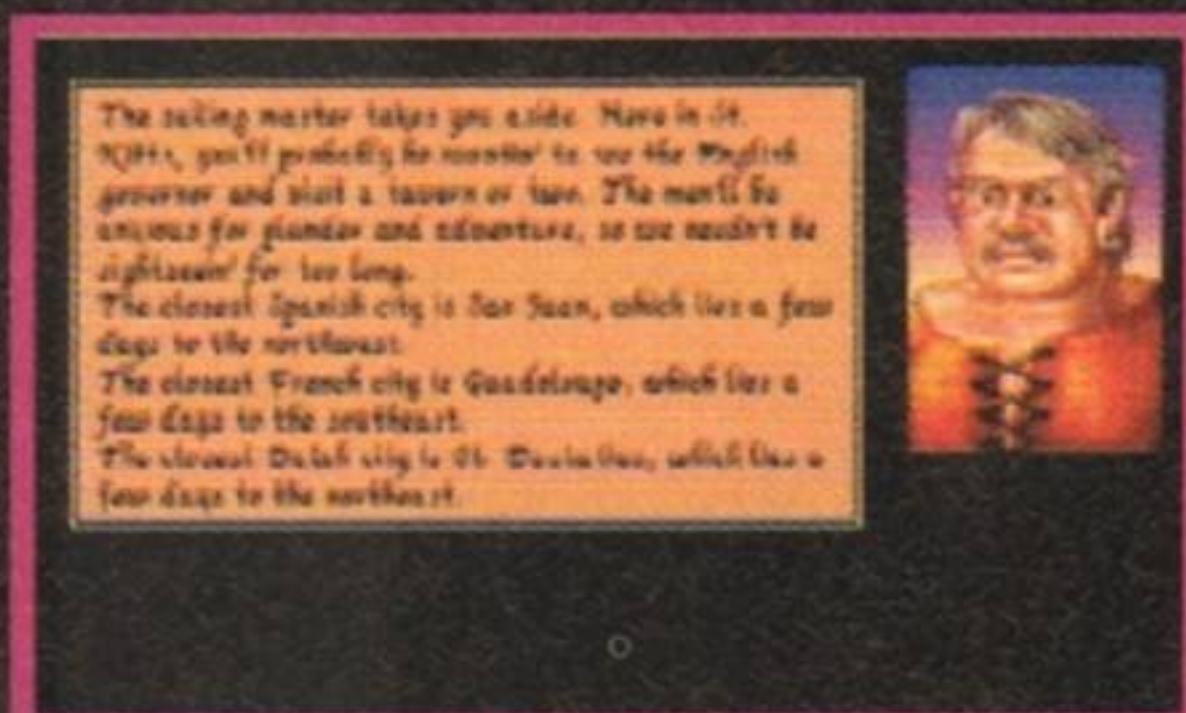 The sailing master takes you aside. Here in St.
Kitts, you'll probably be wantin' to see the English
governor and visit a tavern or two. The men'll be
anxious for plunder and adventure, so we needn't be
sightseein' for too long.
The closest Spanish city is San Juan, which lies a few
days to the northwest.
The closest French city is Guadeloupe, which lies a
few days to the southeast.
The closest Dutch city is St. Eustatius, which lies a
few days to the northeast.